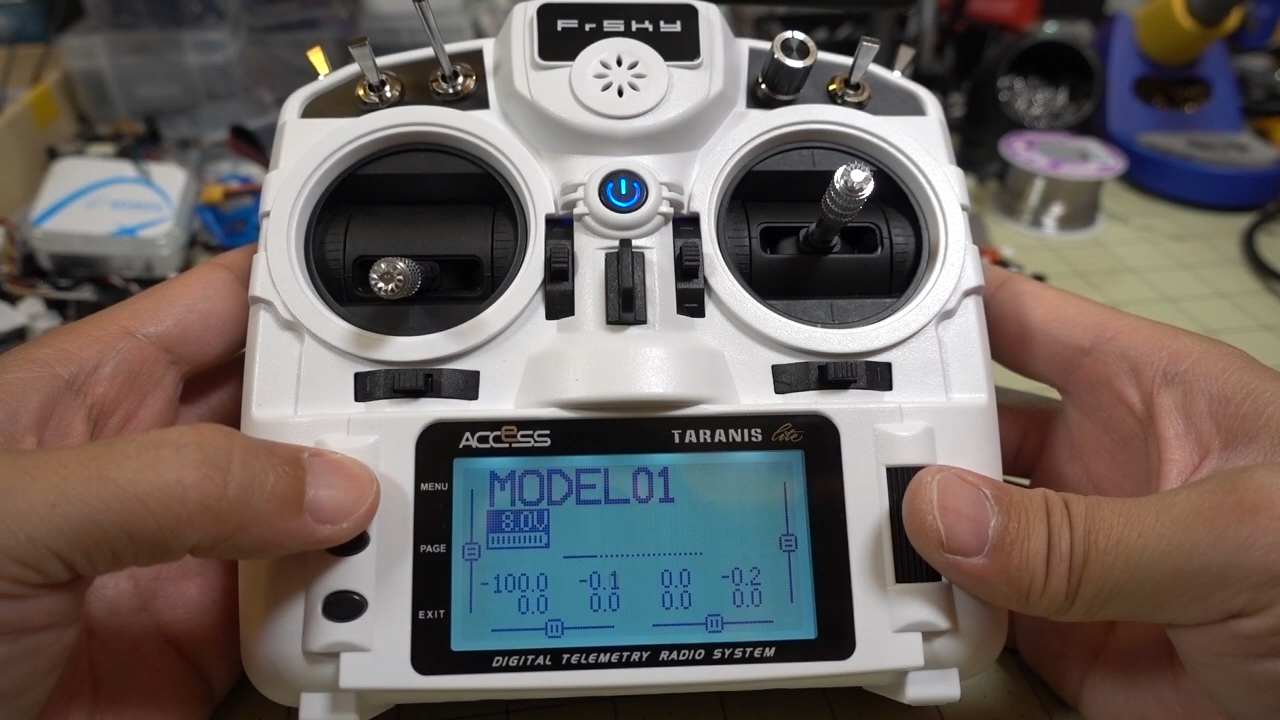 FrSKY
ACCeSS
TARANIS lite
MENU
PAGE
EXIT
MODEL01
8.0V
-100.0 -0.1 0.0 -0.2
0.0 0.0 0.0 0.0
DIGITAL TELEMETRY RADIO SYSTEM